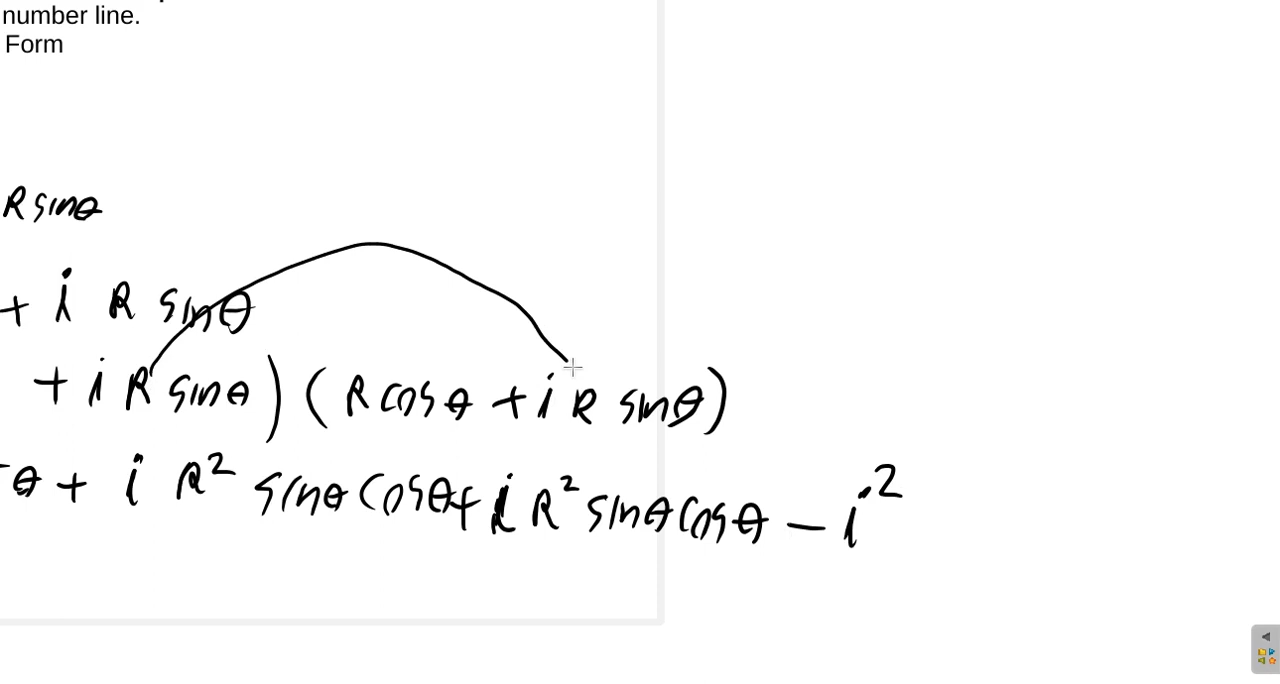 number line.
Form
R sinθ
+ i R sinθ
+ i R sinθ ) ( R cosθ + i R sinθ )
θ + i R² sinθ cosθ + i R² sinθ cosθ - i²